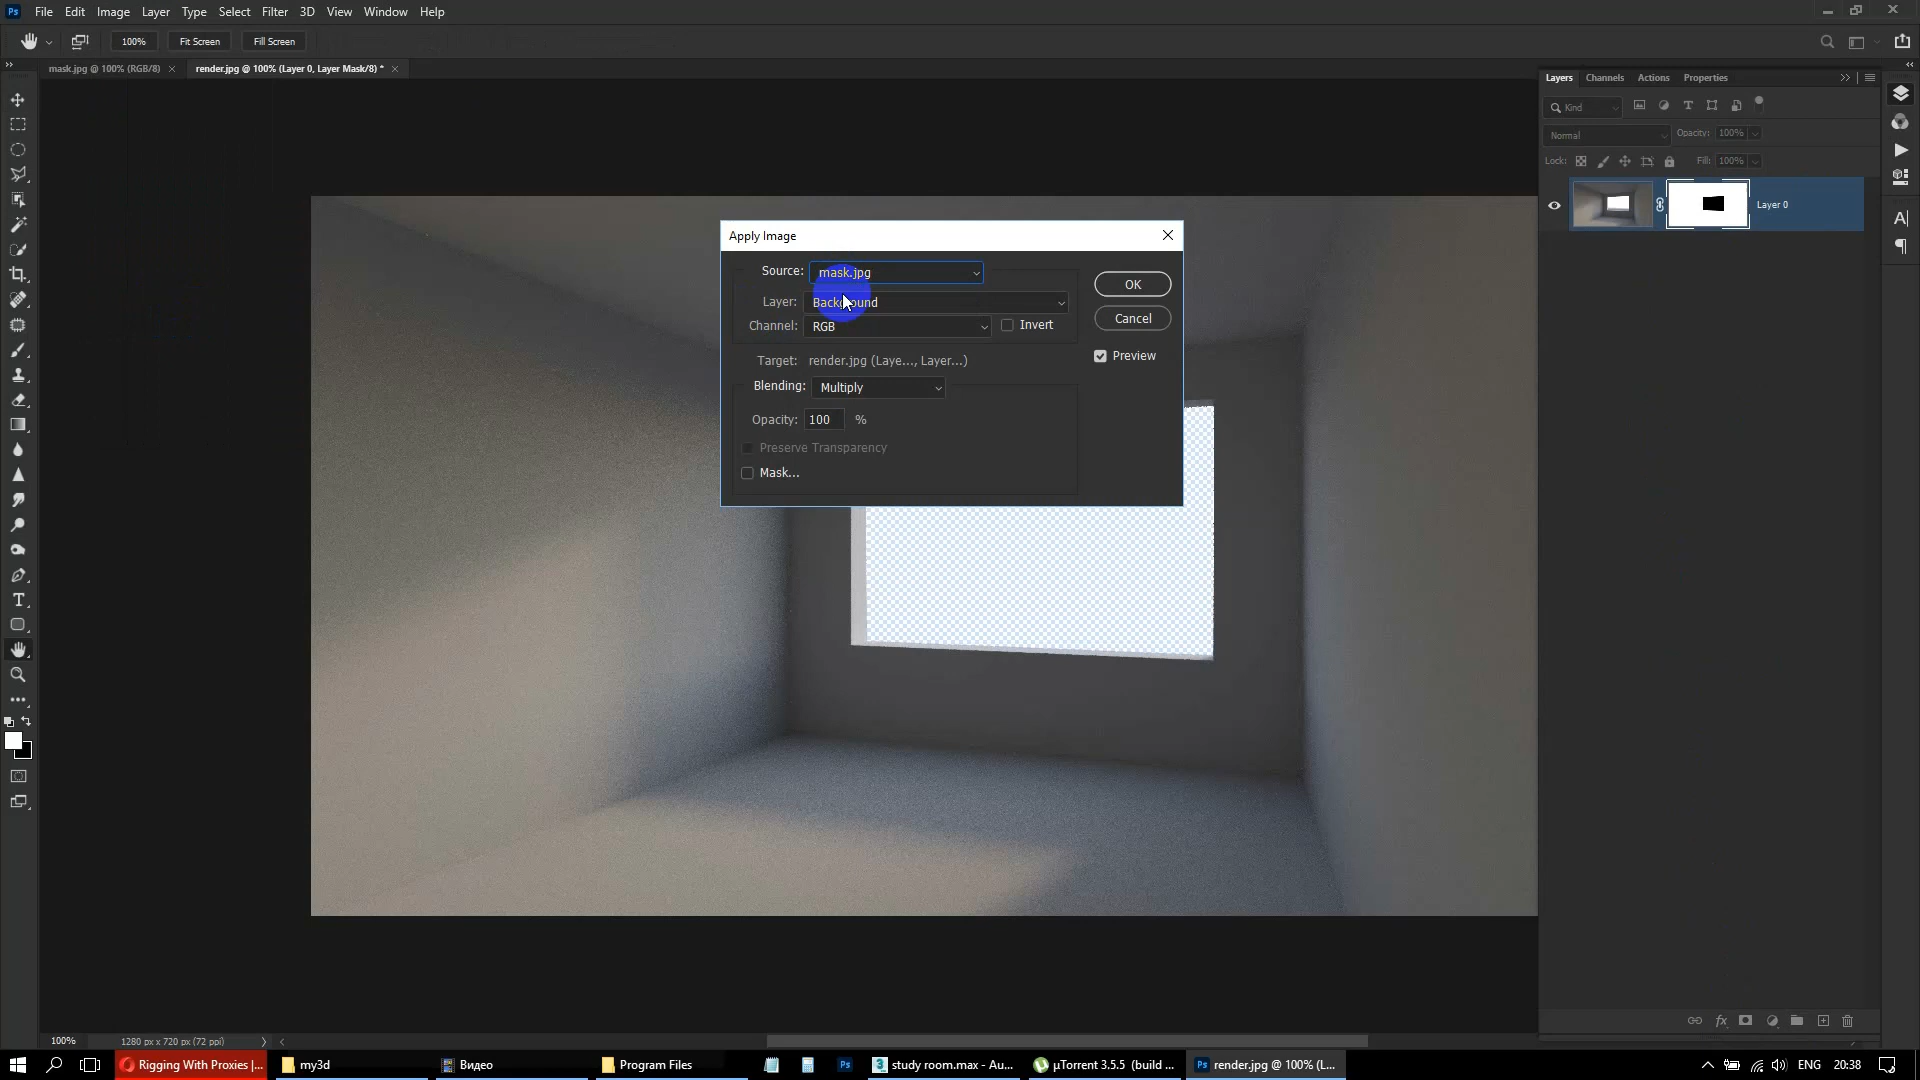 Ps File Edit Image Layer Type Select Filter 3D View Window Help
100% Fit Screen Fill Screen
mask.jpg @ 100% (RGB/8) render.jpg @ 100% (Layer 0, Layer Mask/8) *
Layers Channels Actions Properties
Kind
Normal Opacity: 100%
Lock: Fill: 100%
Layer 0
Apply Image
Source: mask.jpg
Layer: Background
Channel: RGB Invert
Target: render.jpg (Laye..., Layer...)
Blending: Multiply
Opacity: 100 %
Preserve Transparency
Mask...
OK
Cancel
Preview
100% 1280 px x 720 px (72 ppi)
Rigging With Proxies |... my3d Видео Program Files Ps study room.max - Au... µTorrent 3.5.5 (build ... Ps render.jpg @ 100% (L... ENG 20:38